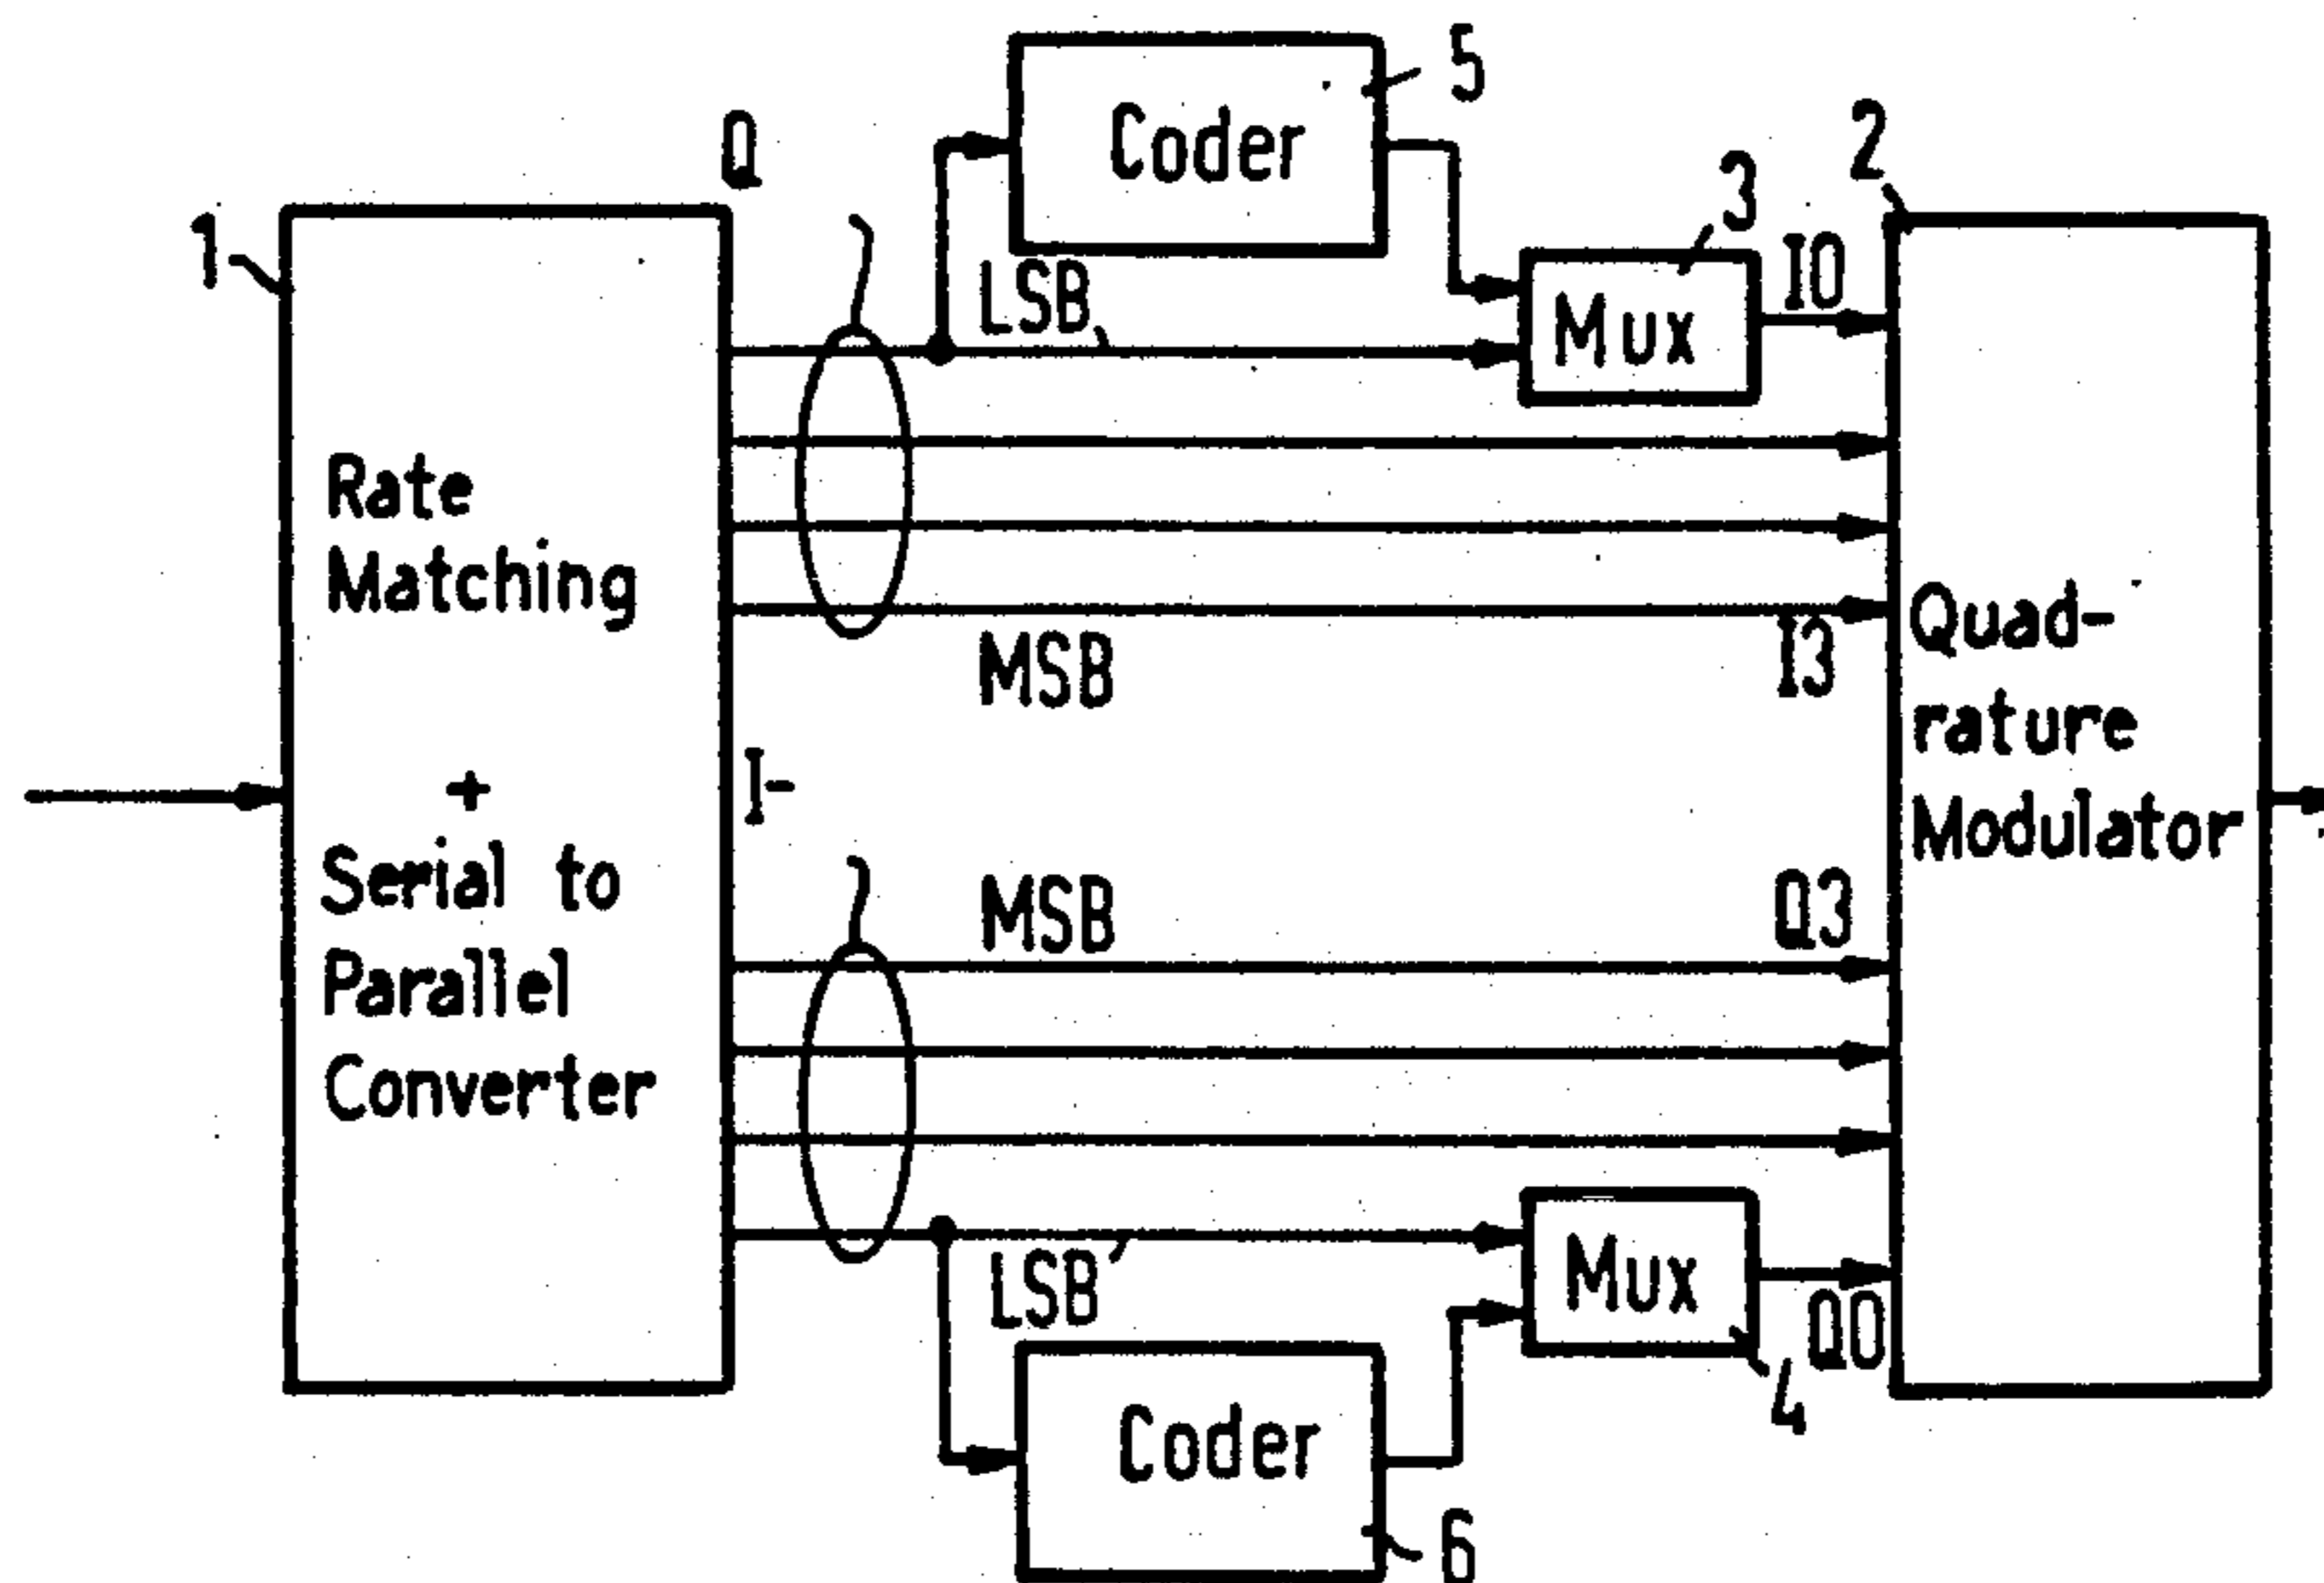 5
Coder
Q
2
3
1
LSB
I0
Mux
Rate
Matching
I3
MSB
Quad-
rature
Modulator
I-
+
Serial to
Parallel
Converter
MSB
Q3
LSB
Mux
Q0
4
Coder
6